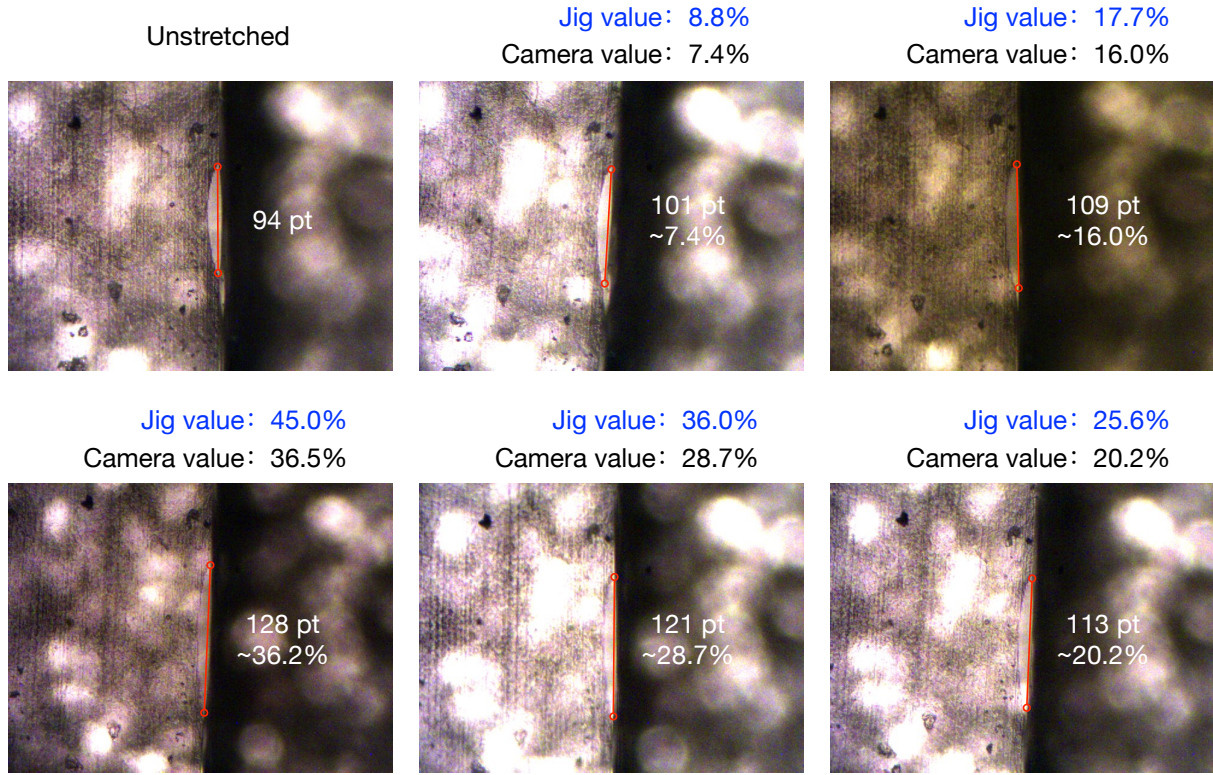 Unstretched
Jig value: 8.8%
Camera value: 7.4%
Jig value: 17.7%
Camera value: 16.0%
94 pt
101 pt
~7.4%
109 pt
~16.0%
Jig value: 45.0%
Camera value: 36.5%
Jig value: 36.0%
Camera value: 28.7%
Jig value: 25.6%
Camera value: 20.2%
128 pt
~36.2%
121 pt
~28.7%
113 pt
~20.2%